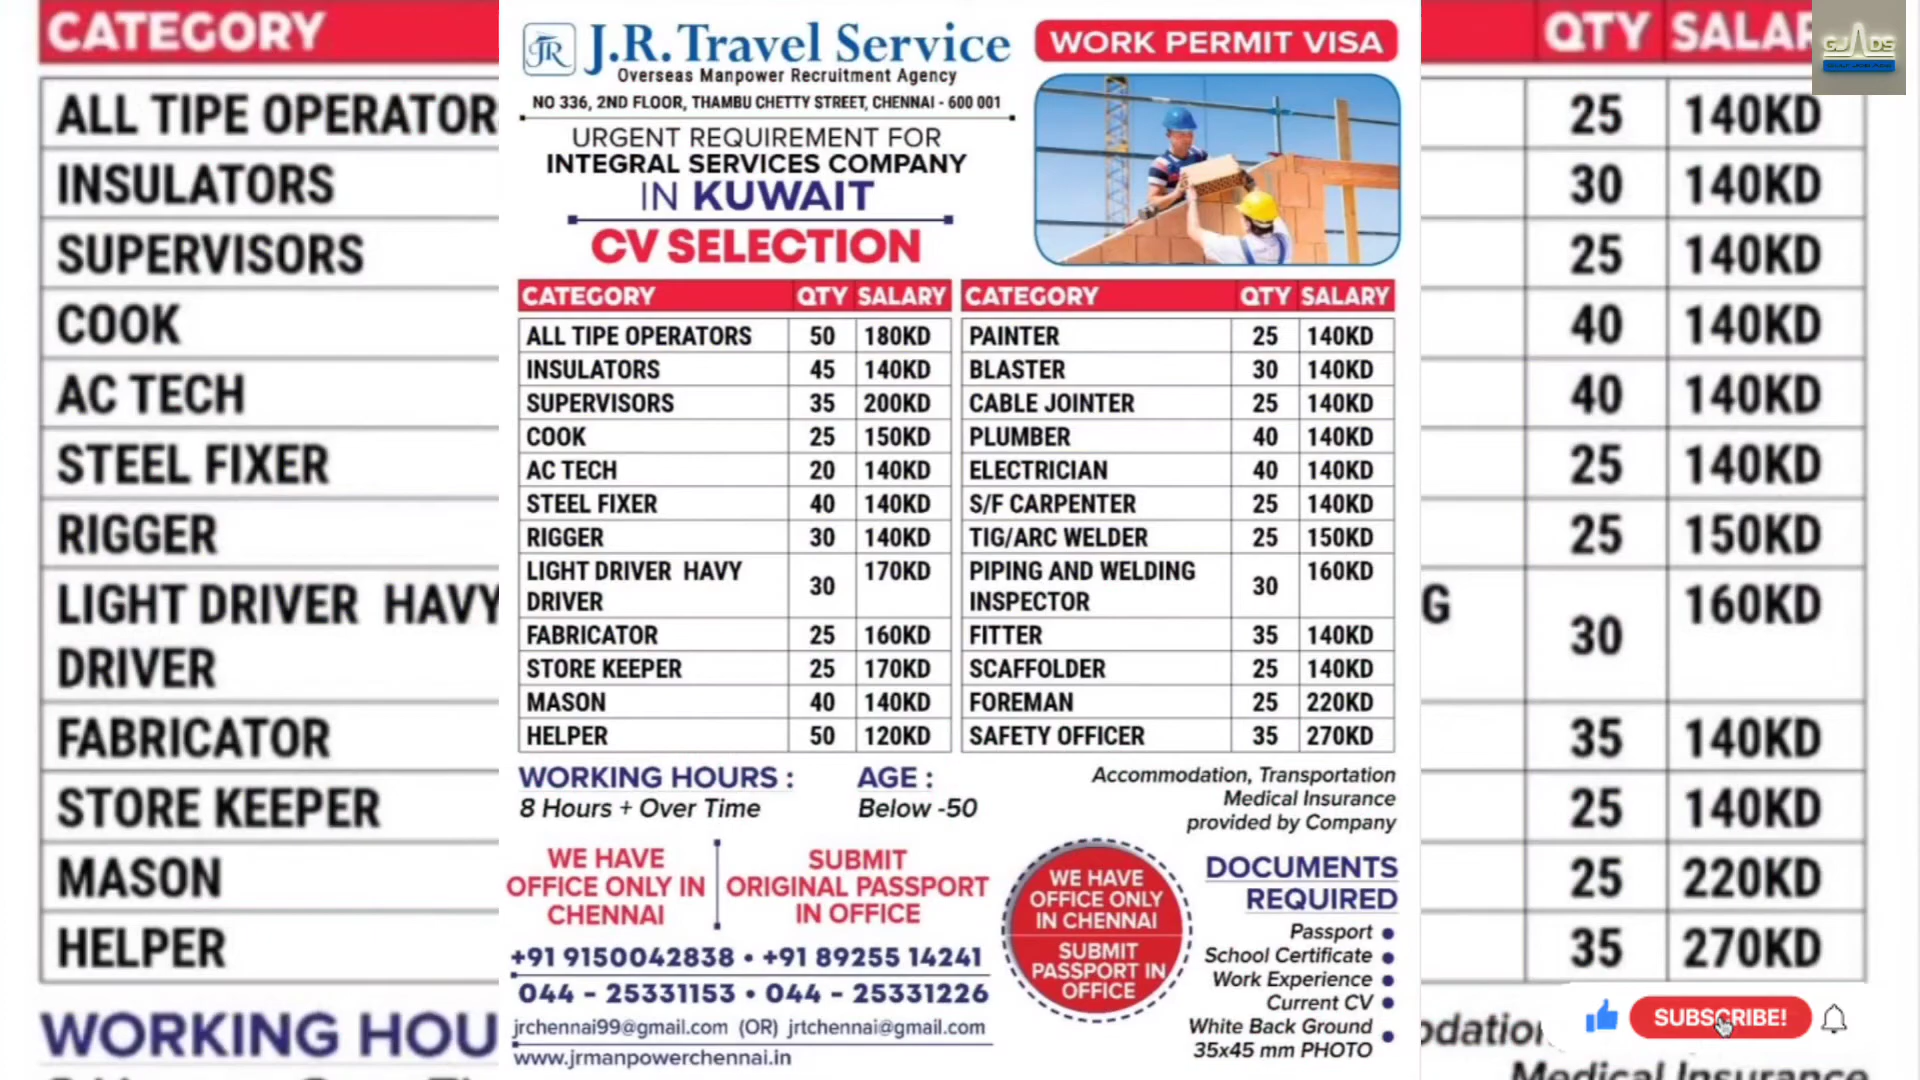 CATEGORY
ALL TIPE OPERATOR
INSULATORS
SUPERVISORS
COOK
AC TECH
STEEL FIXER
RIGGER
LIGHT DRIVER HAVY
DRIVER
FABRICATOR
STORE KEEPER
MASON
HELPER
WORKING HOU
JR J.R. Travel Service
Overseas Manpower Recruitment Agency
NO 336, 2ND FLOOR, THAMBU CHETTY STREET, CHENNAI - 600 001
URGENT REQUIREMENT FOR
INTEGRAL SERVICES COMPANY
IN KUWAIT
CV SELECTION
WORK PERMIT VISA
CATEGORY QTY SALARY
ALL TIPE OPERATORS 50 180KD
INSULATORS 45 140KD
SUPERVISORS 35 200KD
COOK 25 150KD
AC TECH 20 140KD
STEEL FIXER 40 140KD
RIGGER 30 140KD
LIGHT DRIVER HAVY
DRIVER 30 170KD
FABRICATOR 25 160KD
STORE KEEPER 25 170KD
MASON 40 140KD
HELPER 50 120KD
CATEGORY QTY SALARY
PAINTER 25 140KD
BLASTER 30 140KD
CABLE JOINTER 25 140KD
PLUMBER 40 140KD
ELECTRICIAN 40 140KD
S/F CARPENTER 25 140KD
TIG/ARC WELDER 25 150KD
PIPING AND WELDING
INSPECTOR 30 160KD
FITTER 35 140KD
SCAFFOLDER 25 140KD
FOREMAN 25 220KD
SAFETY OFFICER 35 270KD
WORKING HOURS :
8 Hours + Over Time
AGE :
Below -50
Accommodation, Transportation
Medical Insurance
provided by Company
WE HAVE
OFFICE ONLY IN
CHENNAI
SUBMIT
ORIGINAL PASSPORT
IN OFFICE
+91 9150042838 • +91 89255 14241
044 - 25331153 • 044 - 25331226
jrchennai99@gmail.com (OR) jrtchennai@gmail.com
www.jrmanpowerchennai.in
WE HAVE
OFFICE ONLY
IN CHENNAI
SUBMIT
PASSPORT IN
OFFICE
DOCUMENTS
REQUIRED
Passport •
School Certificate •
Work Experience •
Current CV •
White Back Ground
35x45 mm PHOTO •
QTY SALAR
25 140KD
30 140KD
25 140KD
40 140KD
40 140KD
25 140KD
25 150KD
G 30 160KD
35 140KD
25 140KD
25 220KD
35 270KD
odation
Medical Insurance
GJADS
SUBSCRIBE!